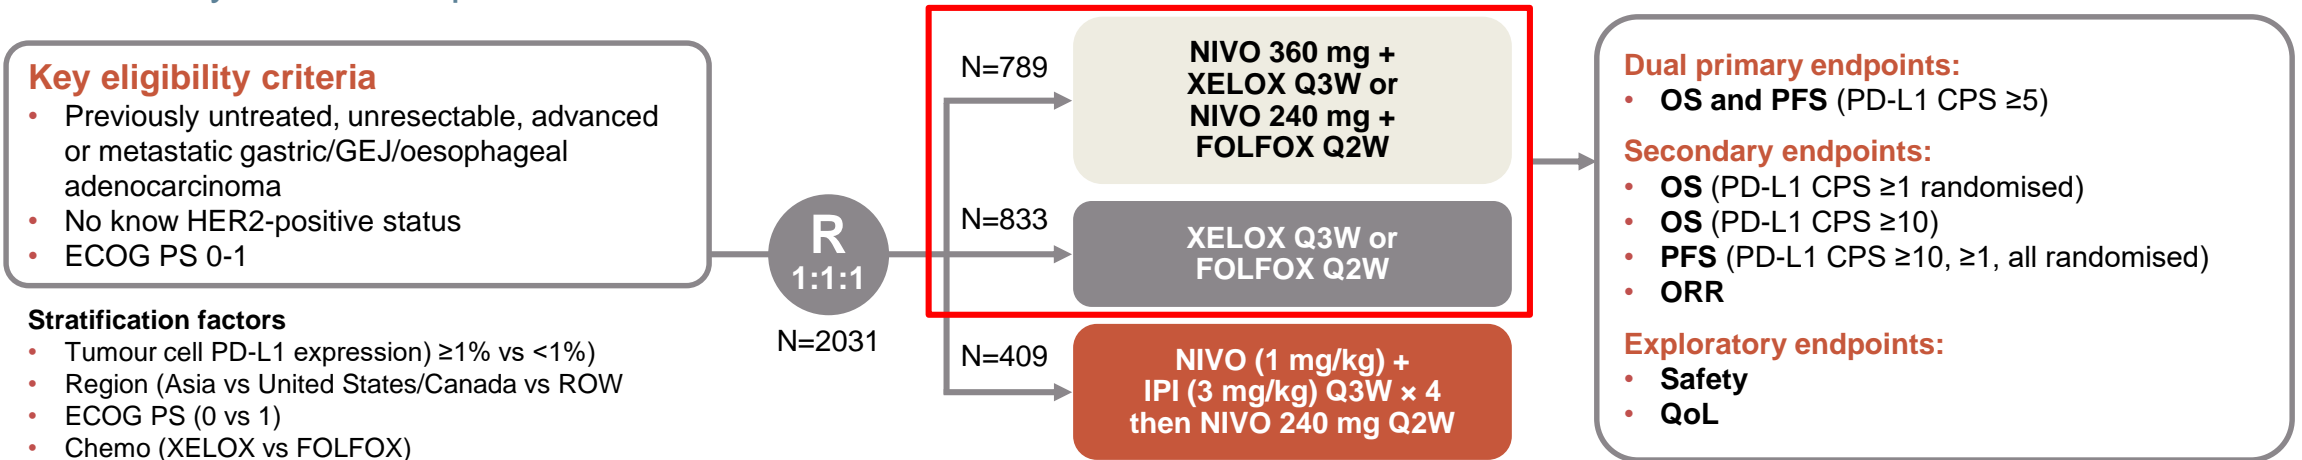 Key eligibility criteria
• Previously untreated, unresectable, advanced
or metastatic gastric/GEJ/oesophageal
adenocarcinoma
• No know HER2-positive status
• ECOG PS 0-1
Stratification factors
• Tumour cell PD-L1 expression) ≥1% vs <1%)
• Region (Asia vs United States/Canada vs ROW
• ECOG PS (0 vs 1)
• Chemo (XELOX vs FOLFOX)
R
1:1:1
N=2031
N=789
NIVO 360 mg +
XELOX Q3W or
NIVO 240 mg +
FOLFOX Q2W
N=833
XELOX Q3W or
FOLFOX Q2W
N=409
NIVO (1 mg/kg) +
IPI (3 mg/kg) Q3W × 4
then NIVO 240 mg Q2W
Dual primary endpoints:
• OS and PFS (PD-L1 CPS ≥5)
Secondary endpoints:
• OS (PD-L1 CPS ≥1 randomised)
• OS (PD-L1 CPS ≥10)
• PFS (PD-L1 CPS ≥10, ≥1, all randomised)
• ORR
Exploratory endpoints:
• Safety
• QoL